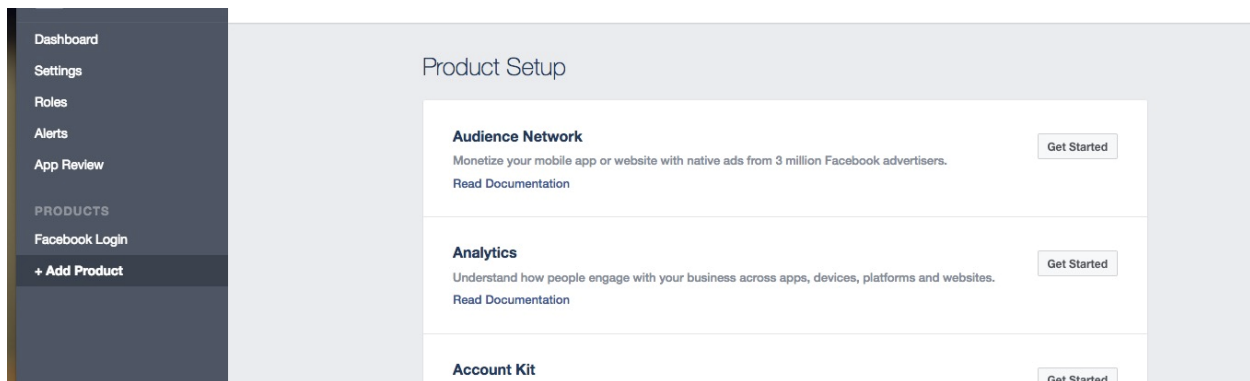 Dashboard
Settings
Roles
Alerts
App Review
PRODUCTS
Facebook Login
+ Add Product
Product Setup
Audience Network
Monetize your mobile app or website with native ads from 3 million Facebook advertisers.
Read Documentation
Get Started
Analytics
Understand how people engage with your business across apps, devices, platforms and websites.
Read Documentation
Get Started
Account Kit
Get Started